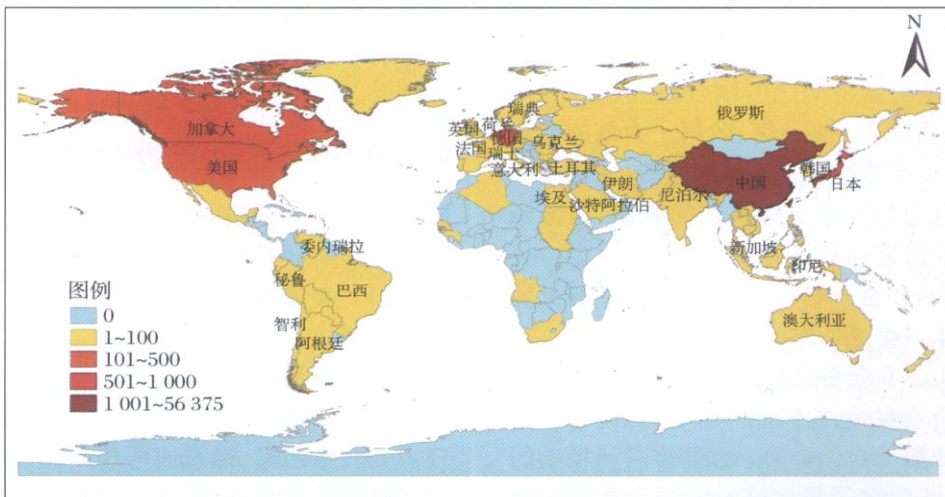 N
瑞典
俄罗斯
英国 荷兰
加拿大
德国 乌克兰
法国
瑞士
美国
意大利 土耳其
韩国
伊朗
中国
日本
埃及
尼泊尔
沙特阿拉伯
委内瑞拉
新加坡
印尼
秘鲁
巴西
图例
0
智利
澳大利亚
1~100
阿根廷
101~500
501~1 000
1 001~56 375